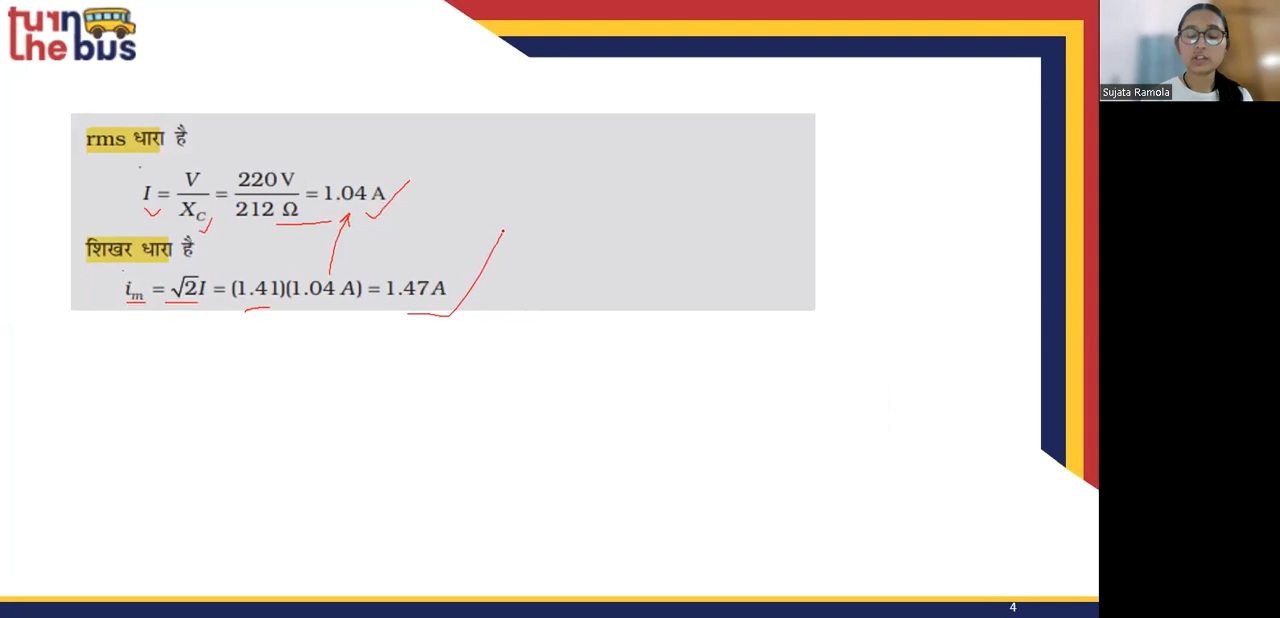 turn
the bus
Sujata Ramola
rms धारा है
I = V/X_C = 220 V/212 Ω = 1.04 A
शिखर धारा है
i_m = √2I = (1.41)(1.04 A) = 1.47 A
4